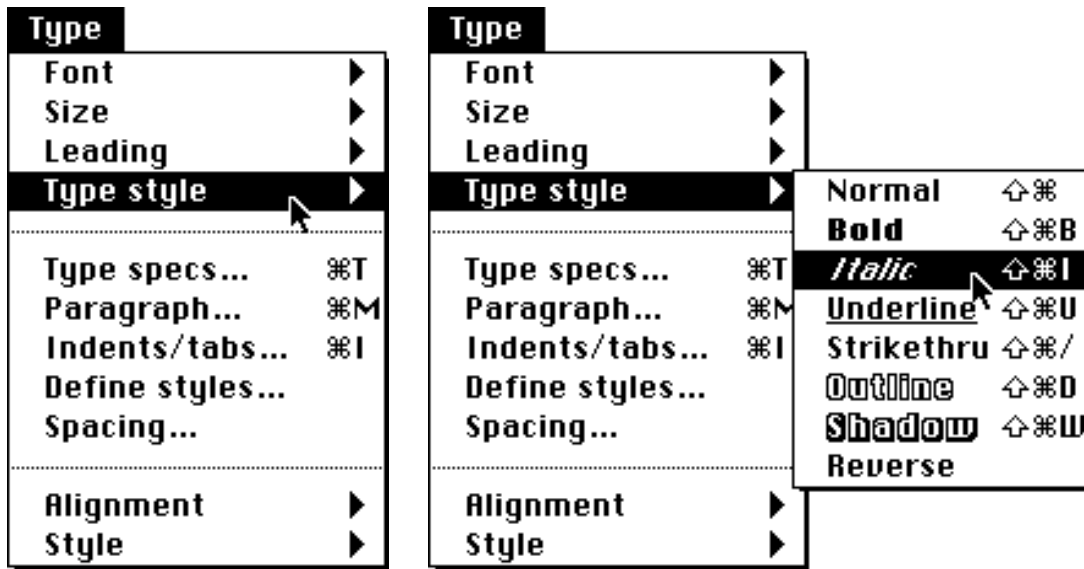 Type
Font
Size
Leading
Type style
Type specs... ⌘T
Paragraph... ⌘M
Indents/tabs... ⌘I
Define styles...
Spacing...
Alignment
Style
Type
Font
Size
Leading
Type style
Type specs... ⌘T
Paragraph... ⌘M
Indents/tabs... ⌘I
Define styles...
Spacing...
Alignment
Style
Normal ⇧⌘
Bold ⇧⌘B
Italic ⇧⌘I
Underline ⇧⌘U
Strikethru ⇧⌘/
Outline ⇧⌘D
Shadow ⇧⌘W
Reverse